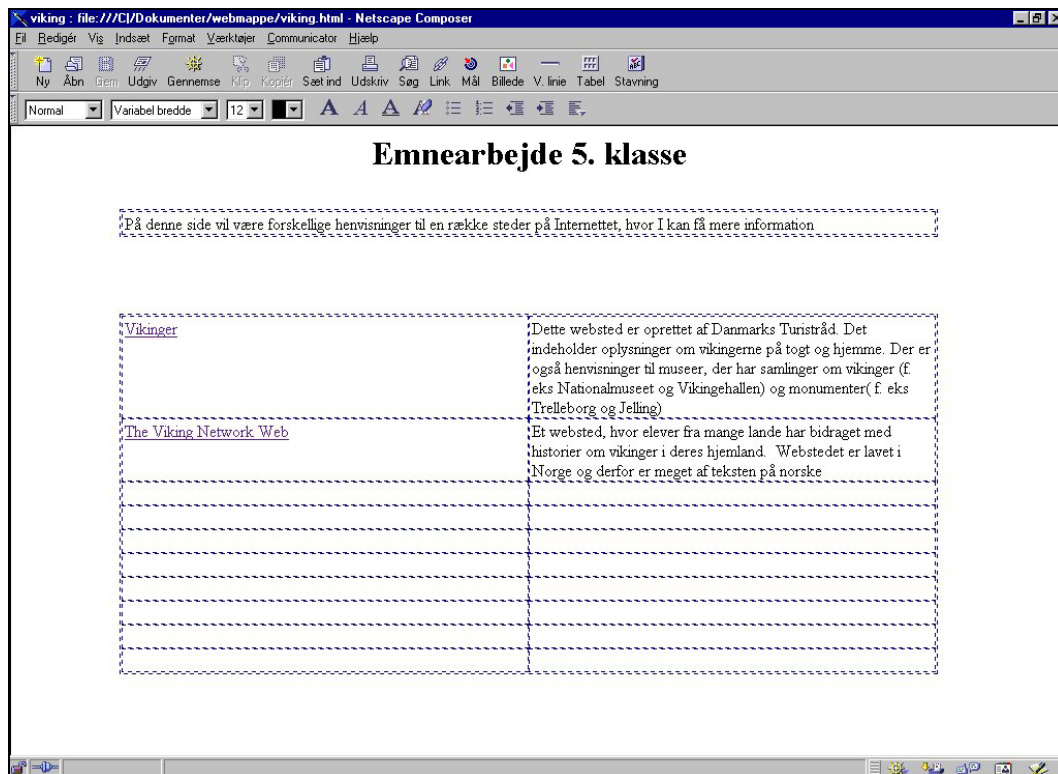 viking : file:///C|/Dokumenter/webmappe/viking.html - Netscape Composer
Fil Redigér Vis Indsæt Format Værktøjer Communicator Hjælp
Ny Åbn Gem Udgiv Gennemse Klip Kopiér Sæt ind Udskriv Søg Link Mål Billede V. linie Tabel Stavning
Normal Variabel bredde 12
Emnearbejde 5. klasse
På denne side vil være forskellige henvisninger til en række steder på Internettet, hvor I kan få mere information
Vikinger
Dette websted er oprettet af Danmarks Turistråd. Det
indeholder oplysninger om vikingerne på togt og hjemme. Der er
også henvisning til museer, der har samlinger om vikinger (f.
eks Nationalmuseet og Vikingehallen) og monumenter( f. eks
Trelleborg og Jelling)
The Viking Network Web
Et websted, hvor elever fra mange lande har bidraget med
historier om vikinger i deres hjemland. Webstedet er lavet i
Norge og derfor er meget af teksten på norske